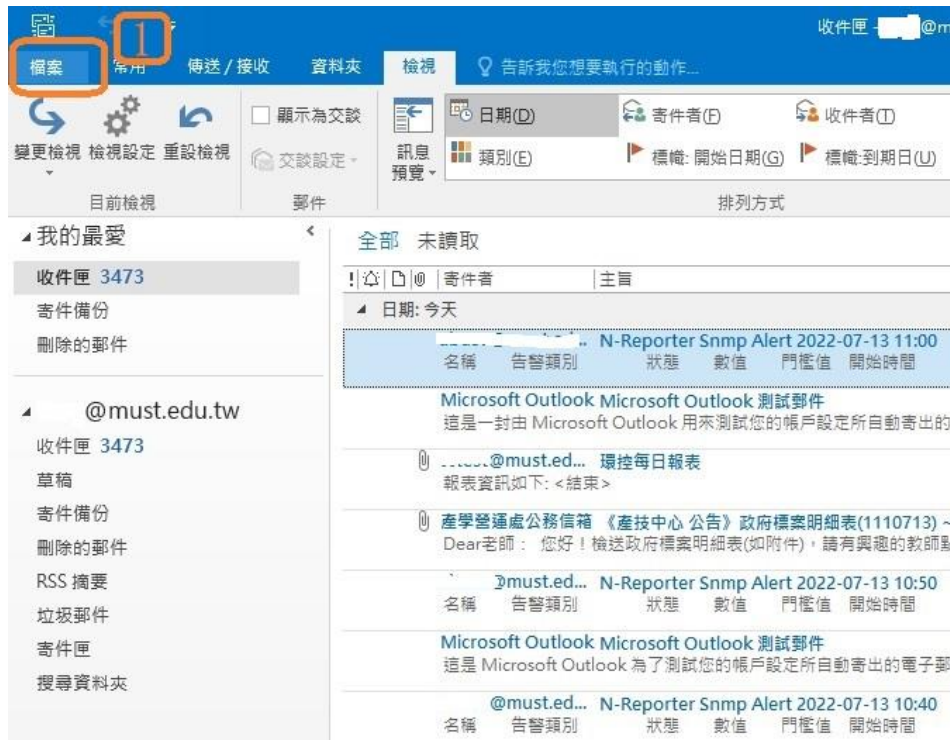 收件匣 - @m
1
檔案 常用 傳送 / 接收 資料夾 檢視 告訴我您想要執行的動作...
變更檢視 檢視設定 重設檢視
目前檢視
顯示為交談
交談設定
郵件
訊息預覽
日期(D) 寄件者(F) 收件者(T)
類別(E) 標幟: 開始日期(G) 標幟:到期日(U)
排列方式
我的最愛
收件匣 3473
寄件備份
刪除的郵件
@must.edu.tw
收件匣 3473
草稿
寄件備份
刪除的郵件
RSS 摘要
垃圾郵件
寄件匣
搜尋資料夾
全部 未讀取
寄件者 主旨
日期: 今天
N-Reporter Snmp Alert 2022-07-13 11:00
名稱 告警類別 狀態 數值 門檻值 開始時間
Microsoft Outlook Microsoft Outlook 測試郵件
這是一封由 Microsoft Outlook 用來測試您的帳戶設定所自動寄出的
@must.ed... 環控每日報表
報表資訊如下: <結束>
產學營運處公務信箱 《產技中心 公告》政府標案明細表(1110713) ~
Dear老師： 您好！檢送政府標案明細表(如附件)，請有興趣的教師
must.ed... N-Reporter Snmp Alert 2022-07-13 10:50
名稱 告警類別 狀態 數值 門檻值 開始時間
Microsoft Outlook Microsoft Outlook 測試郵件
這是 Microsoft Outlook 為了測試您的帳戶設定所自動寄出的電子
@must.ed... N-Reporter Snmp Alert 2022-07-13 10:40
名稱 告警類別 狀態 數值 門檻值 開始時間